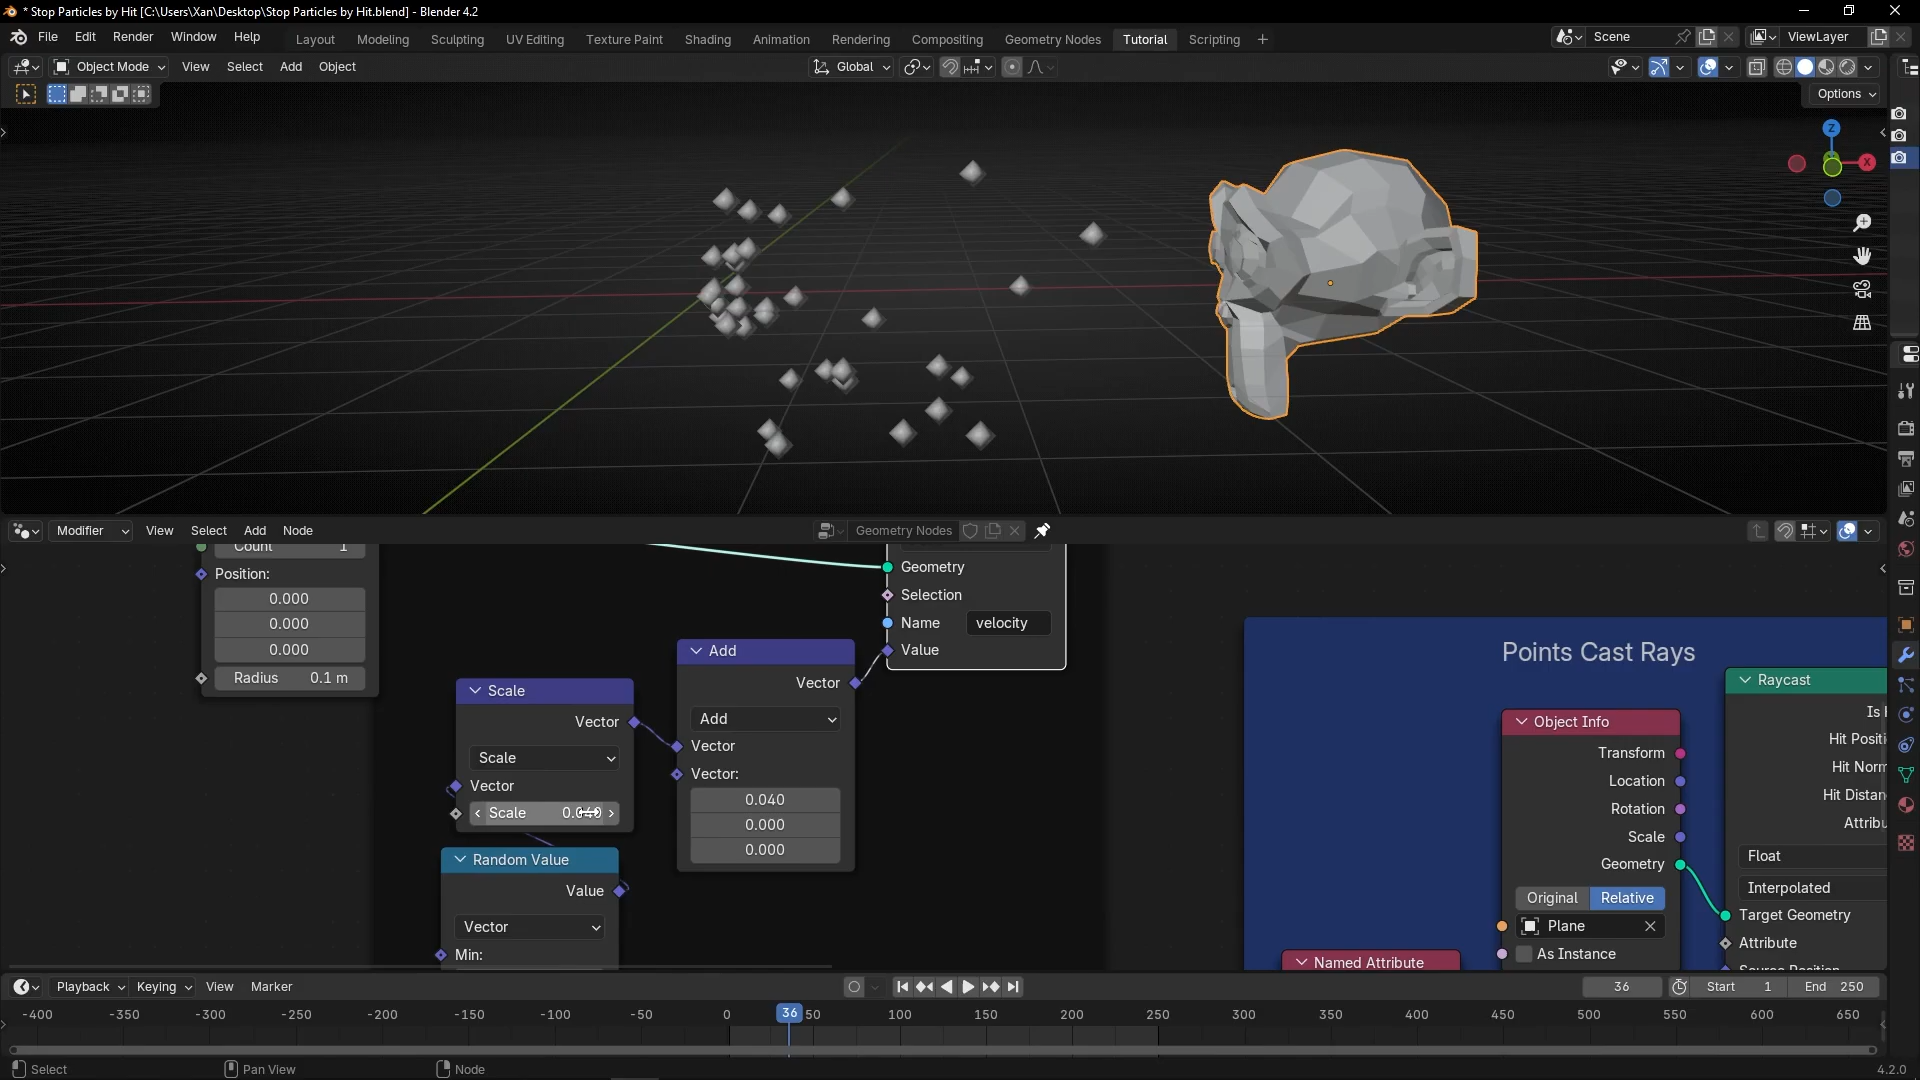 * Stop Particles by Hit [C:\Users\Xan\Desktop\Stop Particles by Hit.blend] - Blender 4.2
File Edit Render Window Help Layout Modeling Sculpting UV Editing Texture Paint Shading Animation Rendering Compositing Geometry Nodes Tutorial Scripting + Scene ViewLayer
Object Mode View Select Add Object Global
Options
Z
X
Modifier View Select Add Node Geometry Nodes
Count 1
Position:
0.000
0.000
0.000
Radius 0.1 m
Geometry
Selection
Name velocity
Value
Add
Vector
Add
Vector
Vector:
0.040
0.000
0.000
Scale
Vector
Scale
Vector
Scale
Random Value
Value
Vector
Min:
Points Cast Rays
Object Info
Transform
Location
Rotation
Scale
Geometry
Original Relative
Plane
As Instance
Named Attribute
Raycast
Is H
Hit Positi
Hit Norm
Hit Distan
Attribu
Float
Interpolated
Target Geometry
Attribute
Source Position
Playback Keying View Marker 36 Start 1 End 250
-400 -350 -300 -250 -200 -150 -100 -50 0 36 50 100 150 200 250 300 350 400 450 500 550 600 650
Select Pan View Node 4.2.0